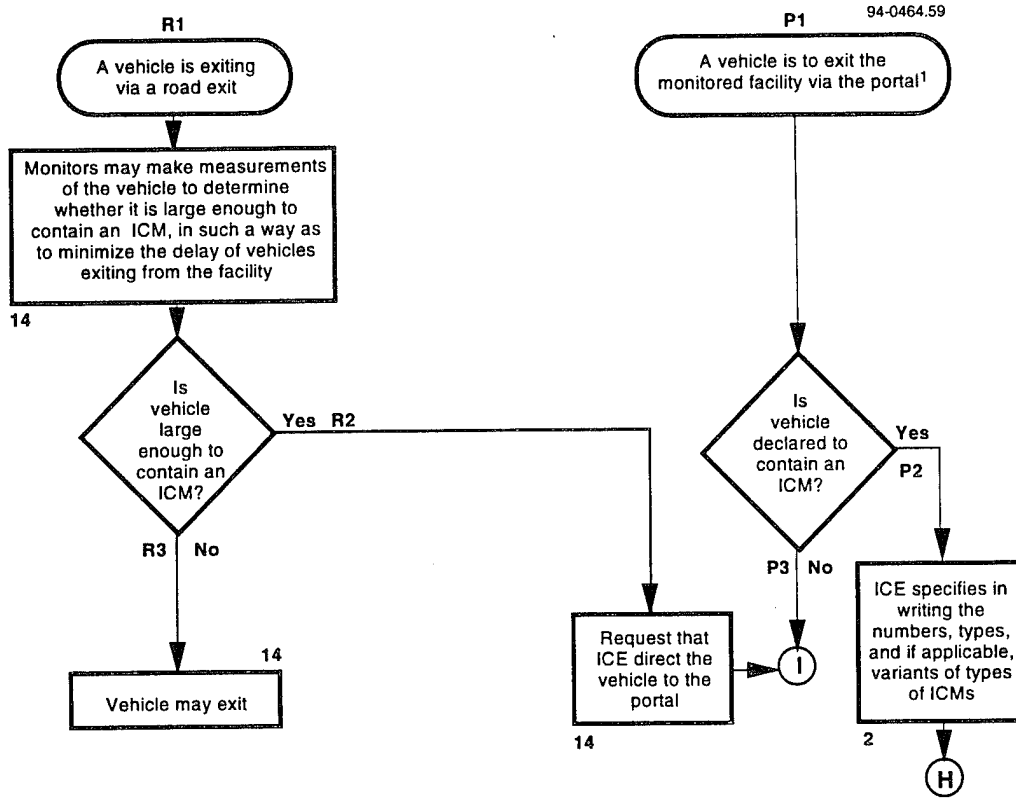 94-0464.59
R1
A vehicle is exiting
via a road exit
Monitors may make measurements
of the vehicle to determine
whether it is large enough to
contain an ICM, in such a way as
to minimize the delay of vehicles
exiting from the facility
14
Is
vehicle
large
enough to
contain an
ICM?
Yes R2
R3 No
14
Vehicle may exit
Request that
ICE direct the
vehicle to the
portal
14
P1
A vehicle is to exit the
monitored facility via the portal1
Is
vehicle
declared to
contain an
ICM?
Yes
P2
P3 No
I
ICE specifies in
writing the
numbers, types,
and if applicable,
variants of types
of ICMs
2
H